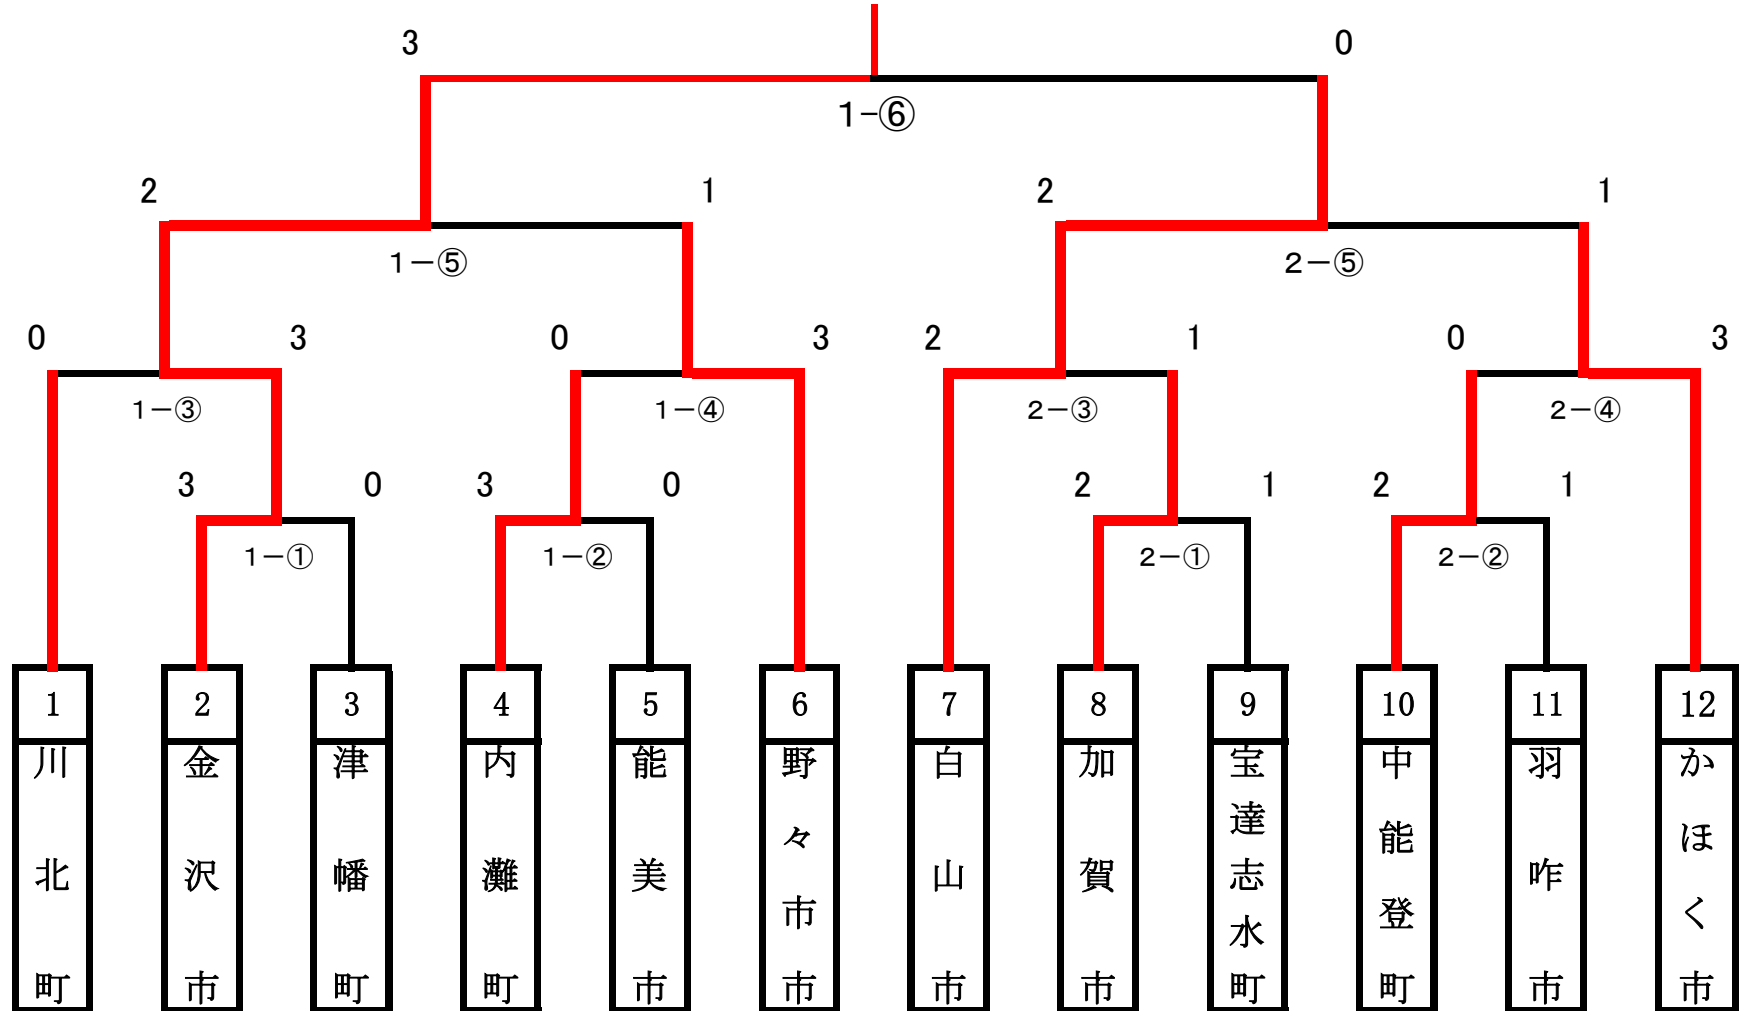 3 0
1-⑥
2 1 2 1
1-⑤ 2-⑤
0 3 0 3 2 1 0 3
1-③ 1-④ 2-③ 2-④
3 0 3 0 2 1 2 1
1-① 1-② 2-① 2-②
1 2 3 4 5 6 7 8 9 10 11 12
川北町
金沢市
津幡町
内灘町
能美市
野々市市
白山市
加賀市
宝達志水町
中能登町
羽咋市
かほく市